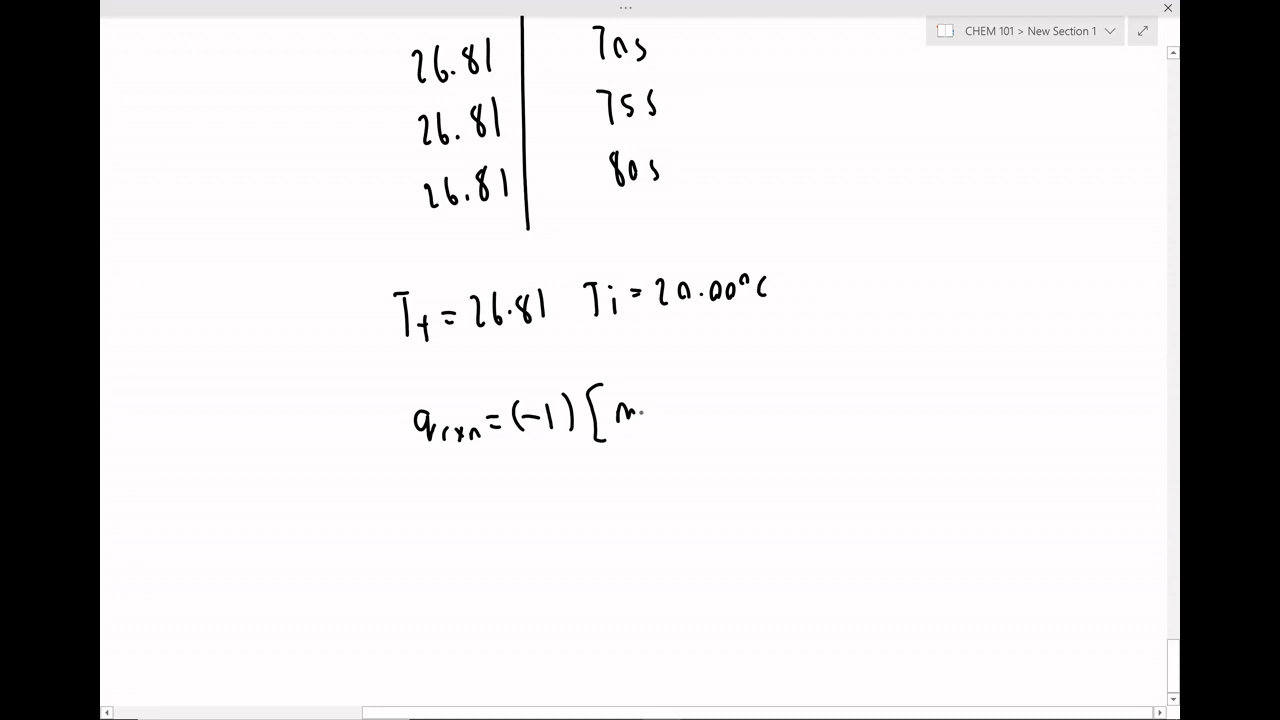 CHEM 101 > New Section 1
26.81 70s
26.81 75s
26.81 80s
Tf = 26.81 Ti = 20.00°C
qrxn = (-1) [ m